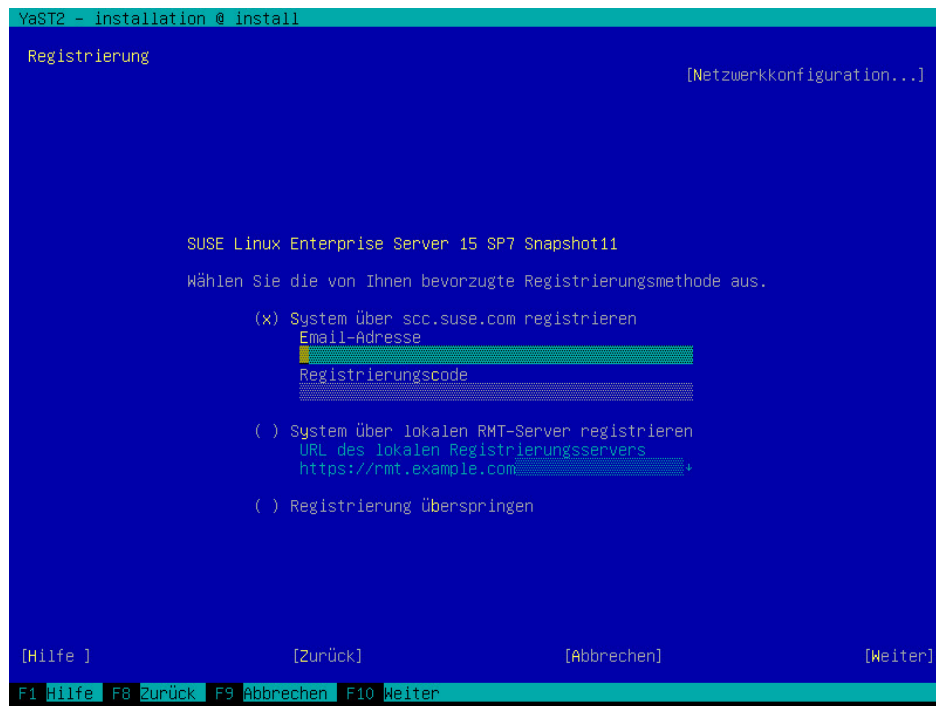 YaST2 - installation @ install
Registrierung
[Netzwerkkonfiguration...]
SUSE Linux Enterprise Server 15 SP7 Snapshot11
Wählen Sie die von Ihnen bevorzugte Registrierungsmethode aus.
(x) System über scc.suse.com registrieren
Email-Adresse
Registrierungscode
( ) System über lokalen RMT-Server registrieren
URL des lokalen Registrierungsservers
https://rmt.example.com
( ) Registrierung überspringen
[Hilfe ] [Zurück] [Abbrechen] [Weiter]
F1 Hilfe F8 Zurück F9 Abbrechen F10 Weiter